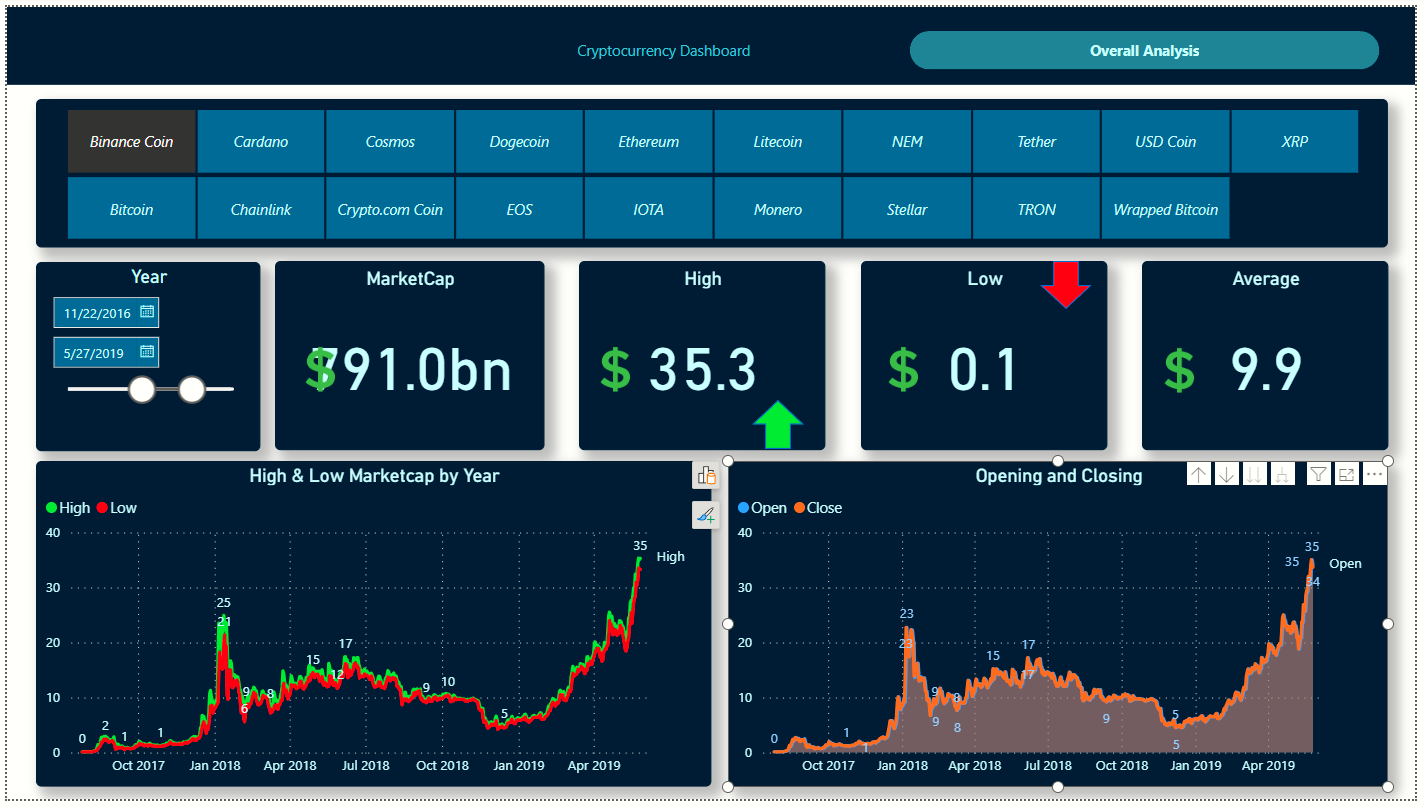 Cryptocurrency Dashboard
Overall Analysis
Binance Coin Cardano Cosmos Dogecoin Ethereum Litecoin NEM Tether USD Coin XRP
Bitcoin Chainlink Crypto.com Coin EOS IOTA Monero Stellar TRON Wrapped Bitcoin
Year
11/22/2016
5/27/2019
MarketCap
$791.0bn
High
$ 35.3
Low
$ 0.1
Average
$ 9.9
High & Low Marketcap by Year
High Low
40
30
20
10
0
0
2
1
1
25
21
9
6
8
15
12
17
9
10
5
35
High
Oct 2017 Jan 2018 Apr 2018 Jul 2018 Oct 2018 Jan 2019 Apr 2019
Opening and Closing
...
Open Close
40
30
20
10
0
0
1
1
23
23
9
9
8
8
15
17
17
9
5
5
35
35
34
Open
Oct 2017 Jan 2018 Apr 2018 Jul 2018 Oct 2018 Jan 2019 Apr 2019